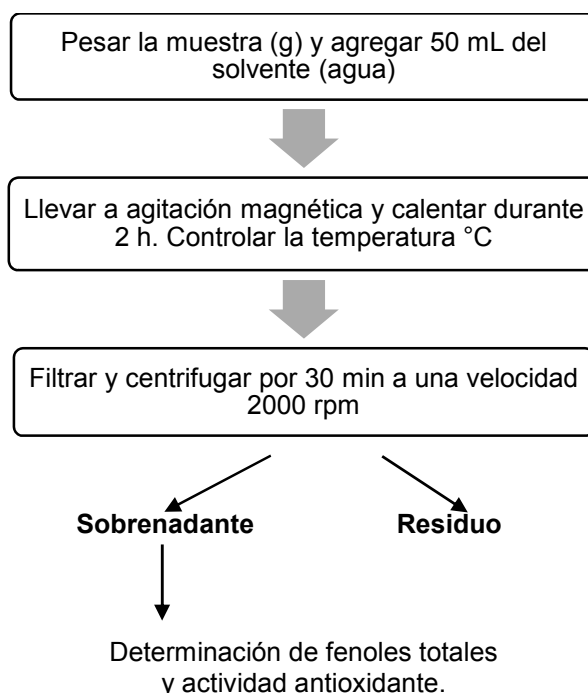 Pesar la muestra (g) y agregar 50 mL del
solvente (agua)
Llevar a agitación magnética y calentar durante
2 h. Controlar la temperatura °C
Filtrar y centrifugar por 30 min a una velocidad
2000 rpm
Sobrenadante
Residuo
Determinación de fenoles totales
y actividad antioxidante.